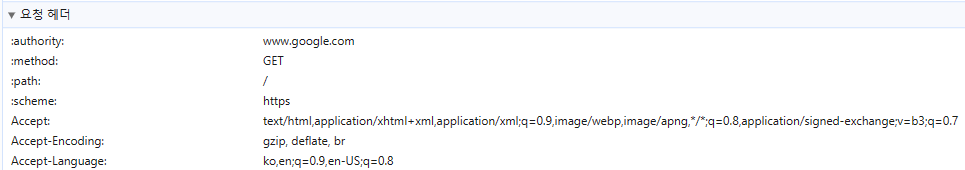 ▼ 요청 헤더
:authority: www.google.com
:method: GET
:path: /
:scheme: https
Accept: text/html,application/xhtml+xml,application/xml;q=0.9,image/webp,image/apng,*/*;q=0.8,application/signed-exchange;v=b3;q=0.7
Accept-Encoding: gzip, deflate, br
Accept-Language: ko,en;q=0.9,en-US;q=0.8